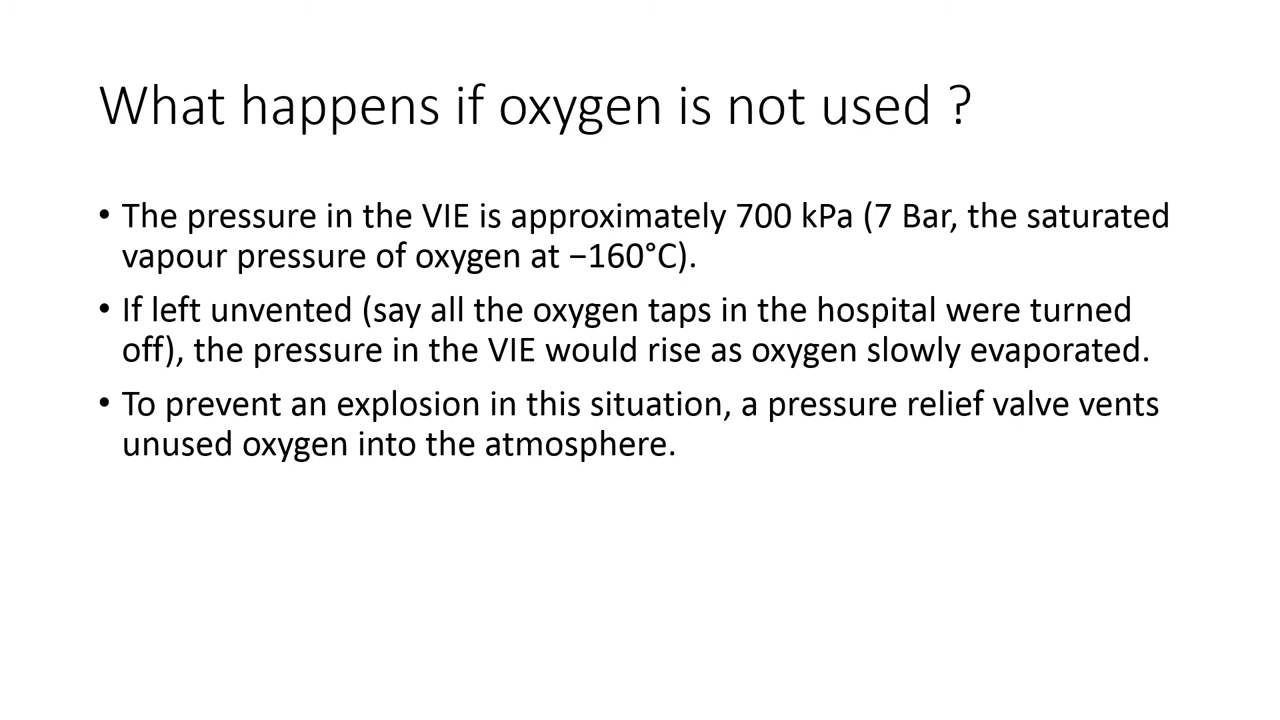 What happens if oxygen is not used ?
• The pressure in the VIE is approximately 700 kPa (7 Bar, the saturated
vapour pressure of oxygen at −160°C).
• If left unvented (say all the oxygen taps in the hospital were turned
off), the pressure in the VIE would rise as oxygen slowly evaporated.
• To prevent an explosion in this situation, a pressure relief valve vents
unused oxygen into the atmosphere.